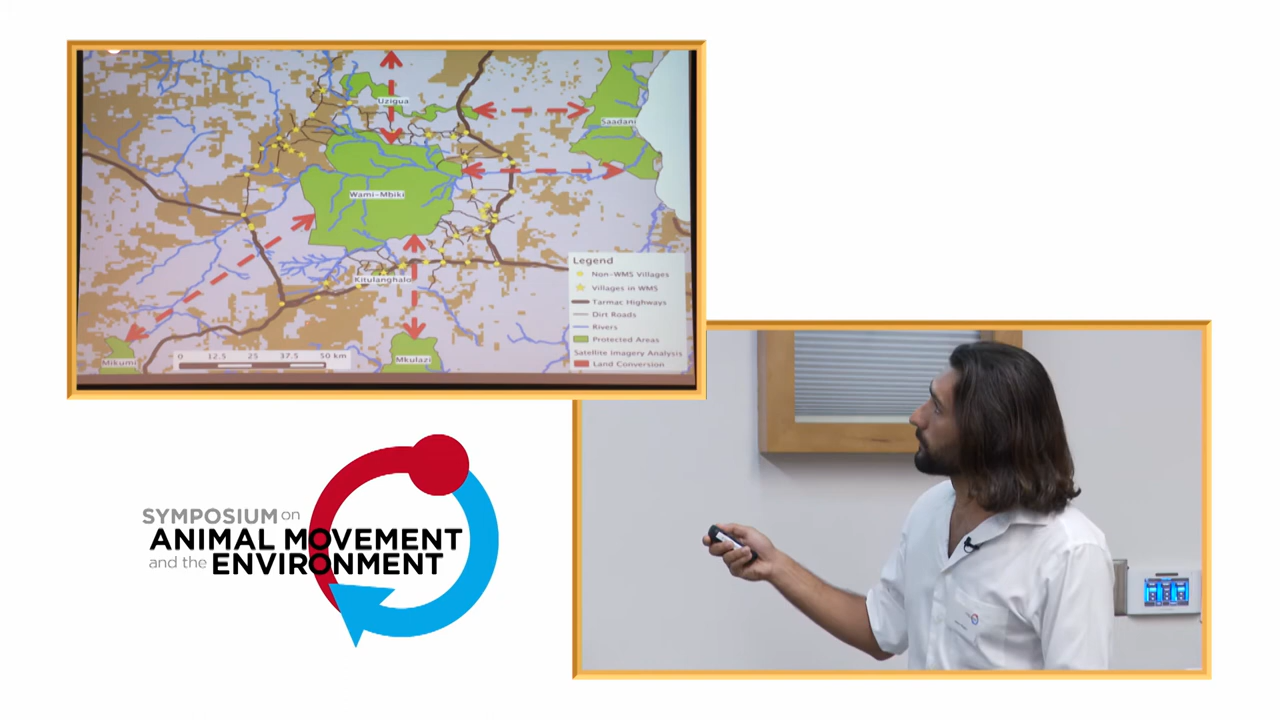 Uzigua
Saadani
Wami-Mbiki
Kitulanghalo
Mikumi
Mkulazi
0 12.5 25 37.5 50 km
Legend
Non-WMS Villages
Villages in WMS
Tarmac Highways
Dirt Roads
Rivers
Protected Areas
Satellite Imagery Analysis
Land Conversion
SYMPOSIUM on
ANIMAL MOVEMENT
and the ENVIRONMENT